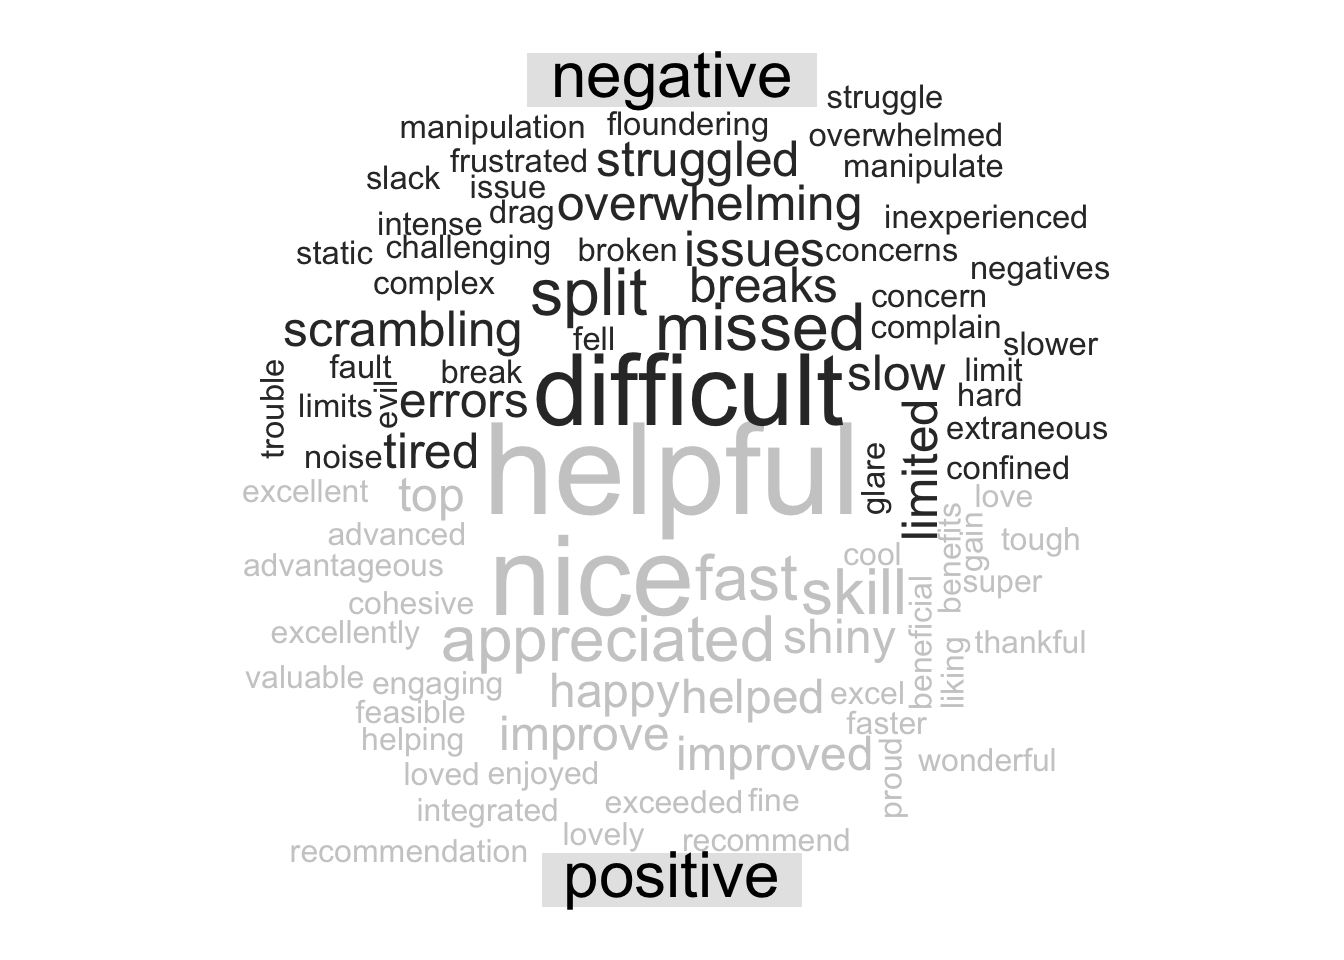 negative
struggle
manipulation floundering overwhelmed
frustrated struggled manipulate
slack issue
intense drag overwhelming inexperienced
static challenging broken issues concerns
negatives
complex split breaks concern
scrambling fell missed complain slower
trouble fault break difficult slow limit
limits evil errors hard
limited extraneous
noise tired glare confined
excellent top helpful love
advanced benefits gain tough
advantageous nice fast cool skill super
cohesive beneficial
excellently appreciated shiny thankful
valuable engaging happy helped excel liking
feasible faster
helping improve improved proud wonderful
loved enjoyed
integrated exceeded fine
lovely recommend
recommendation
positive